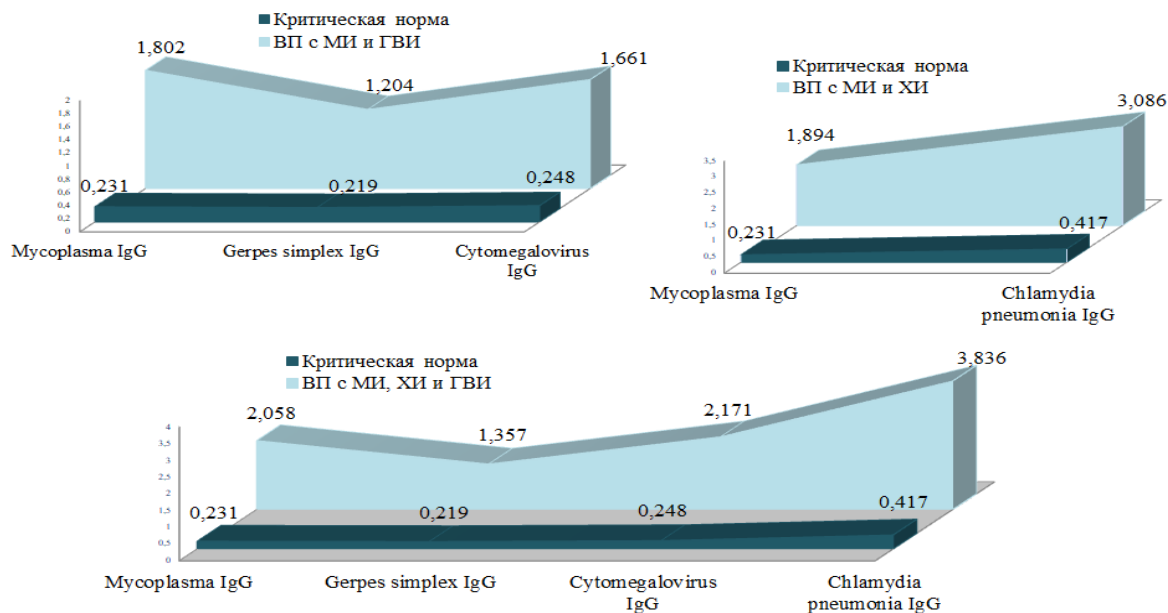 Критическая норма
ВП с МИ и ГВИ
1,802
1,204
1,661
2
1,8
1,6
1,4
1,2
1
0,8
0,6
0,4
0,2
0
0,231
0,219
0,248
Mycoplasma IgG
Gerpes simplex IgG
Cytomegalovirus
IgG
Критическая норма
ВП с МИ и ХИ
1,894
3,086
3,5
3
2,5
2
1,5
1
0,5
0
0,231
0,417
Mycoplasma IgG
Chlamydia
pneumonia IgG
Критическая норма
ВП с МИ, ХИ и ГВИ
2,058
1,357
2,171
3,836
4
3,5
3
2,5
2
1,5
1
0,5
0
0,231
0,219
0,248
0,417
Mycoplasma IgG
Gerpes simplex IgG
Cytomegalovirus
IgG
Chlamydia
pneumonia IgG